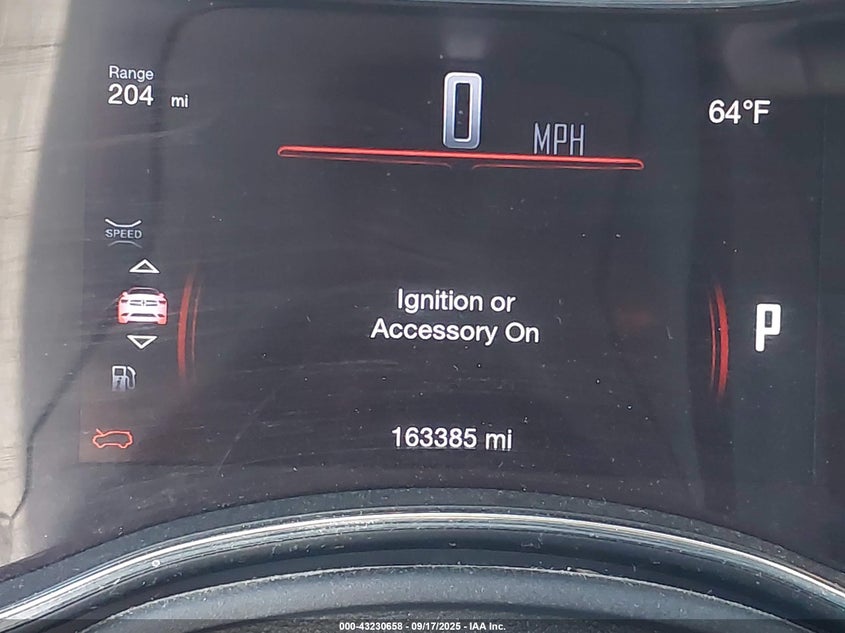 Range
204 mi
0
MPH
64°F
SPEED
Ignition or
Accessory On
P
163385 mi
000-43230658 - 09/17/2025 - IAA Inc.